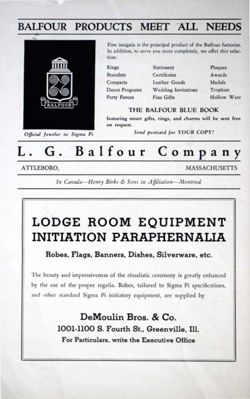 BALFOUR PRODUCTS MEET ALL NEEDS
Fine insignia is the principal product of the Balfour factories.
In addition, to serve you more completely, we offer this selec-
tion:
Rings Stationery Plaques
Bracelets Certificates Awards
Compacts Leather Goods Medals
Dance Programs Wedding Invitations Trophies
Party Favors Fine Gifts Hollow Ware
BALFOUR
THE BALFOUR BLUE BOOK
featuring smart gifts, rings, and charms will be sent free
on request.
Official Jeweler to Sigma Pi
Send postcard for YOUR COPY!
L. G. Balfour Company
ATTLEBORO, MASSACHUSETTS
In Canada—Henry Birks & Sons in Affiliation—Montreal
LODGE ROOM EQUIPMENT
INITIATION PARAPHERNALIA
Robes, Flags, Banners, Dishes, Silverware, etc.
The beauty and impressiveness of the ritualistic ceremony is greatly enhanced
by the use of the proper regalia. Robes, tailored to Sigma Pi specifications,
and other standard Sigma Pi initiatory equipment, are supplied by
DeMoulin Bros. & Co.
1001-1100 S. Fourth St., Greenville, Ill.
For Particulars, write the Executive Office